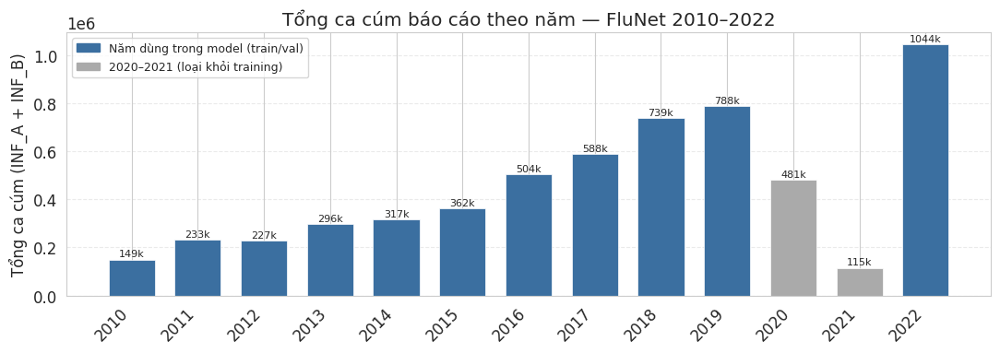 Tổng ca cúm báo cáo theo năm — FluNet 2010–2022
1e6
Tổng ca cúm (INF_A + INF_B)
Năm dùng trong model (train/val)
2020–2021 (loại khỏi training)
1.0
0.8
0.6
0.4
0.2
0.0
149k
233k
227k
296k
317k
362k
504k
588k
739k
788k
481k
115k
1044k
2010
2011
2012
2013
2014
2015
2016
2017
2018
2019
2020
2021
2022